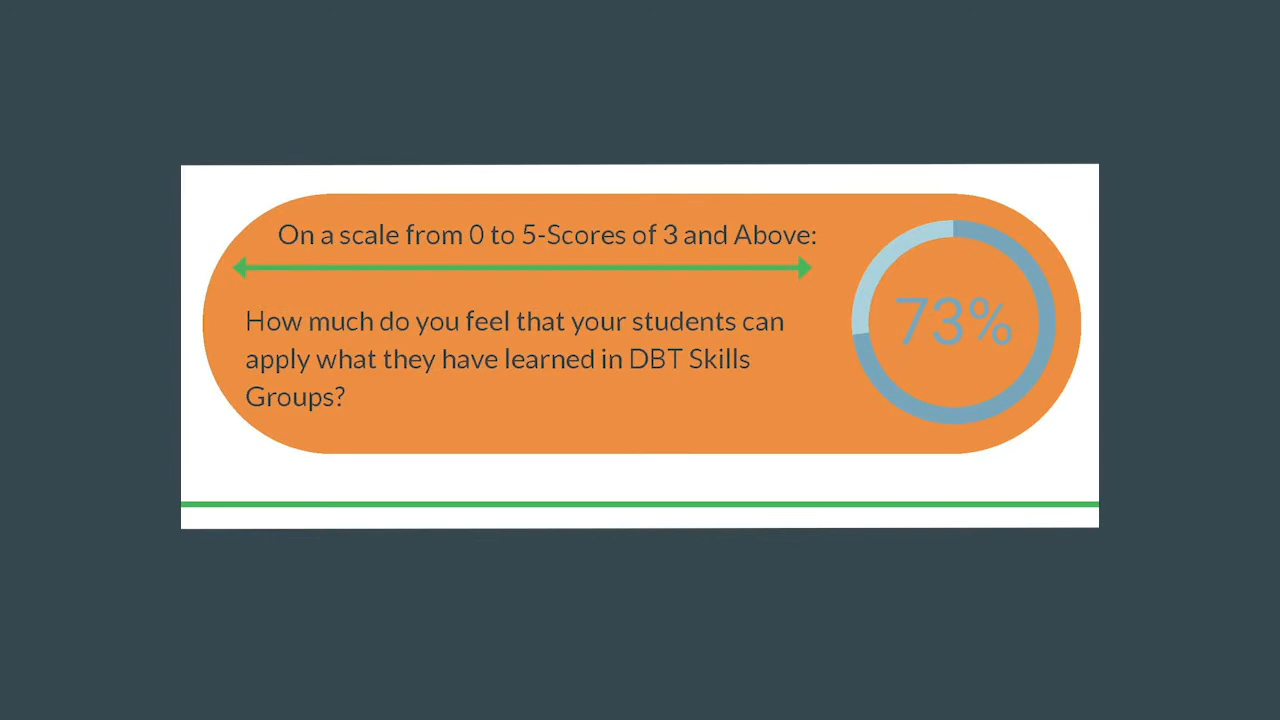 On a scale from 0 to 5-Scores of 3 and Above:
How much do you feel that your students can
apply what they have learned in DBT Skills
Groups?
73%